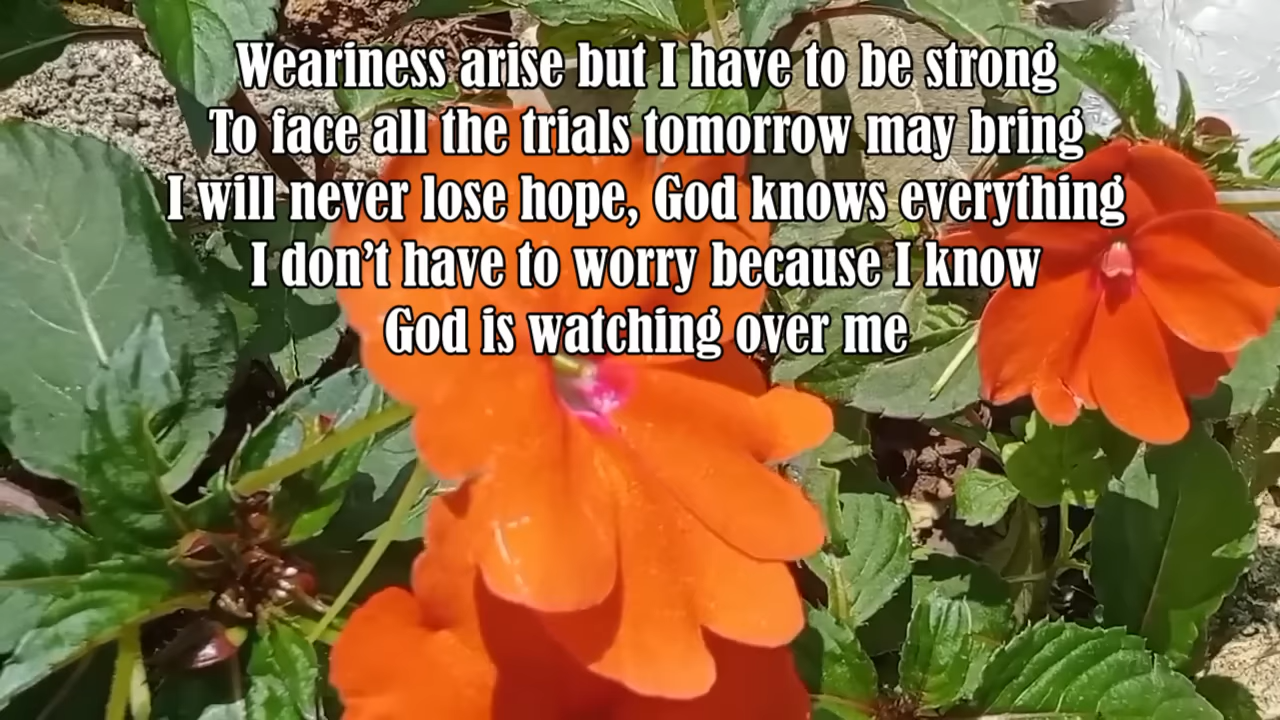 Weariness arise but I have to be strong
To face all the trials tomorrow may bring
I will never lose hope, God knows everything
I don’t have to worry because I know
God is watching over me